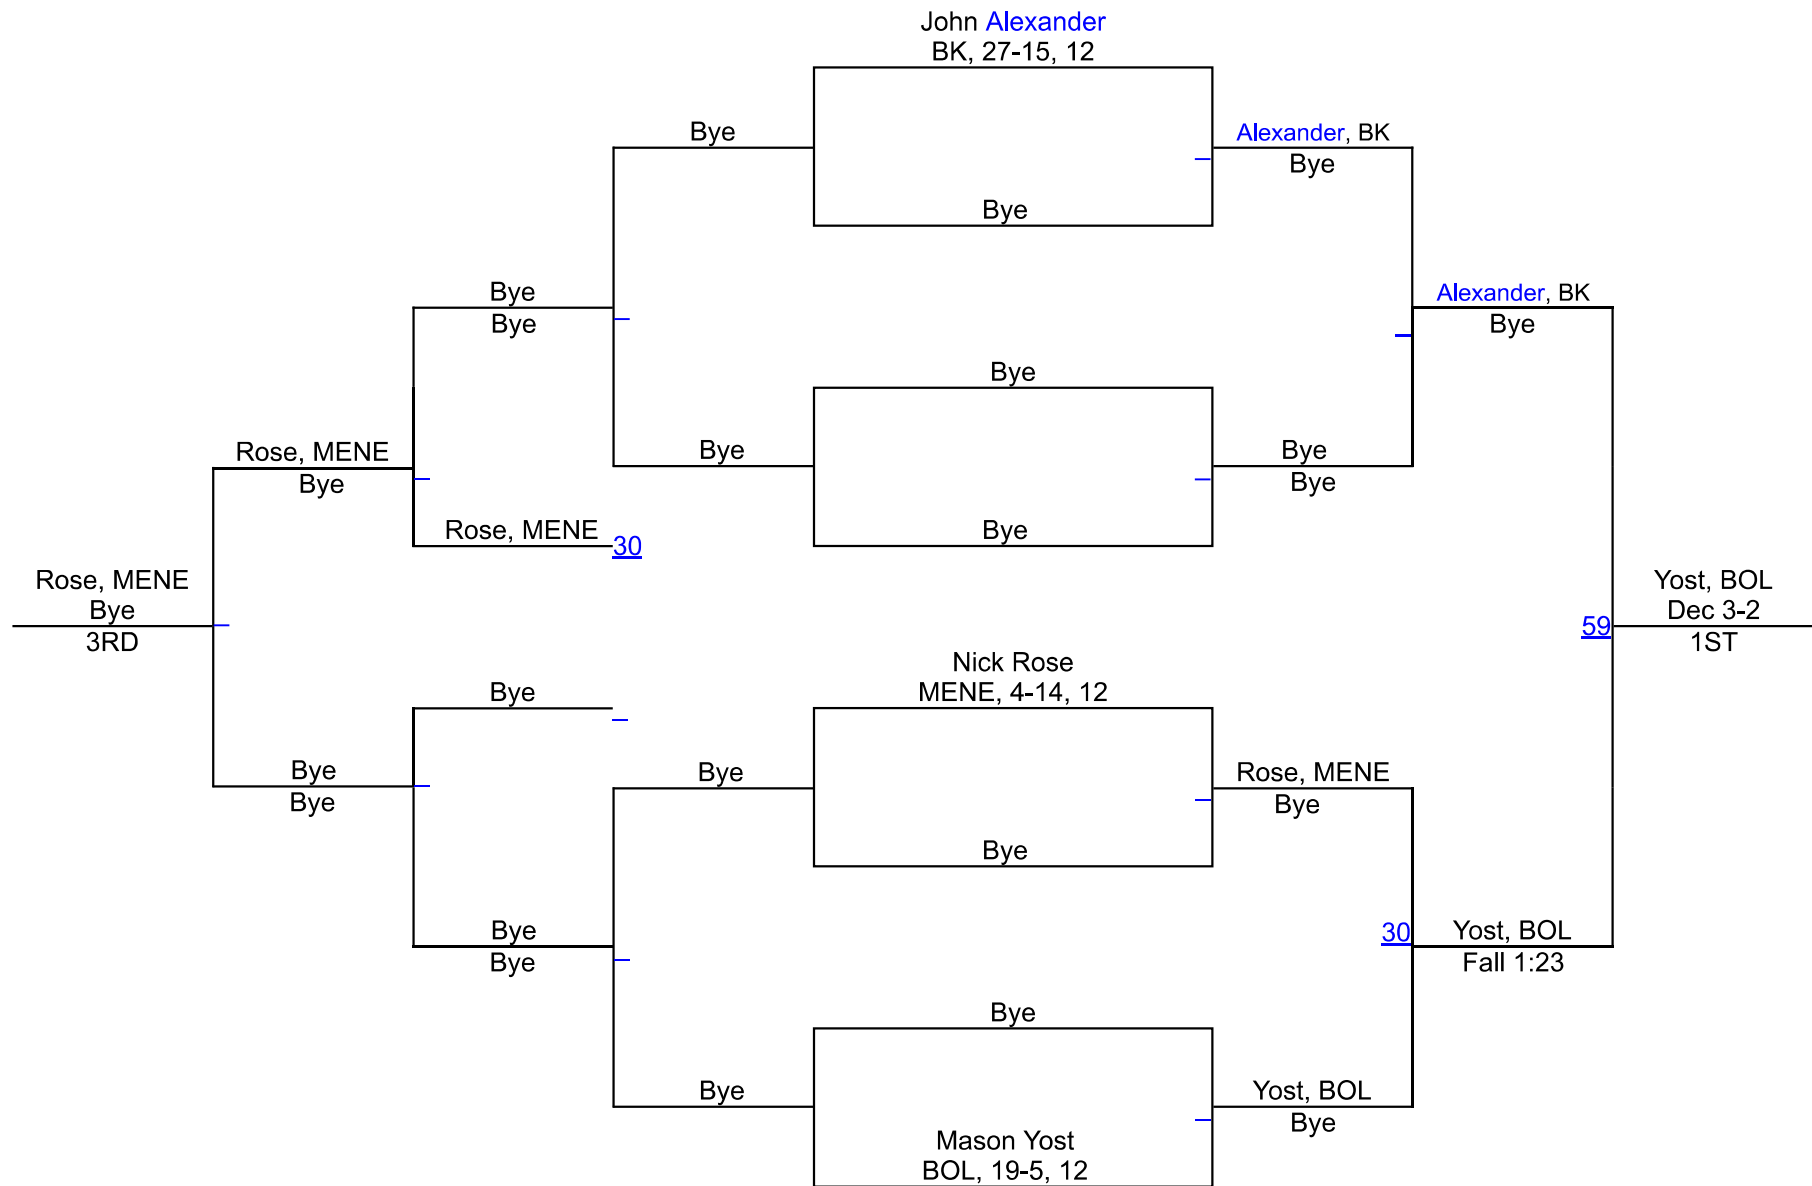 John Alexander
BK, 27-15, 12
Bye
Alexander, BK
Bye
Bye
Bye
Bye
Alexander, BK
Bye
Bye
Rose, MENE
Bye
Bye
Bye
Bye
Rose, MENE
30
Bye
Rose, MENE
Bye
3RD
Yost, BOL
Dec 3-2
59
1ST
Nick Rose
MENE, 4-14, 12
Bye
Bye
Bye
Bye
Rose, MENE
Bye
Bye
Bye
Bye
30
Yost, BOL
Fall 1:23
Bye
Bye
Yost, BOL
Bye
Mason Yost
BOL, 19-5, 12